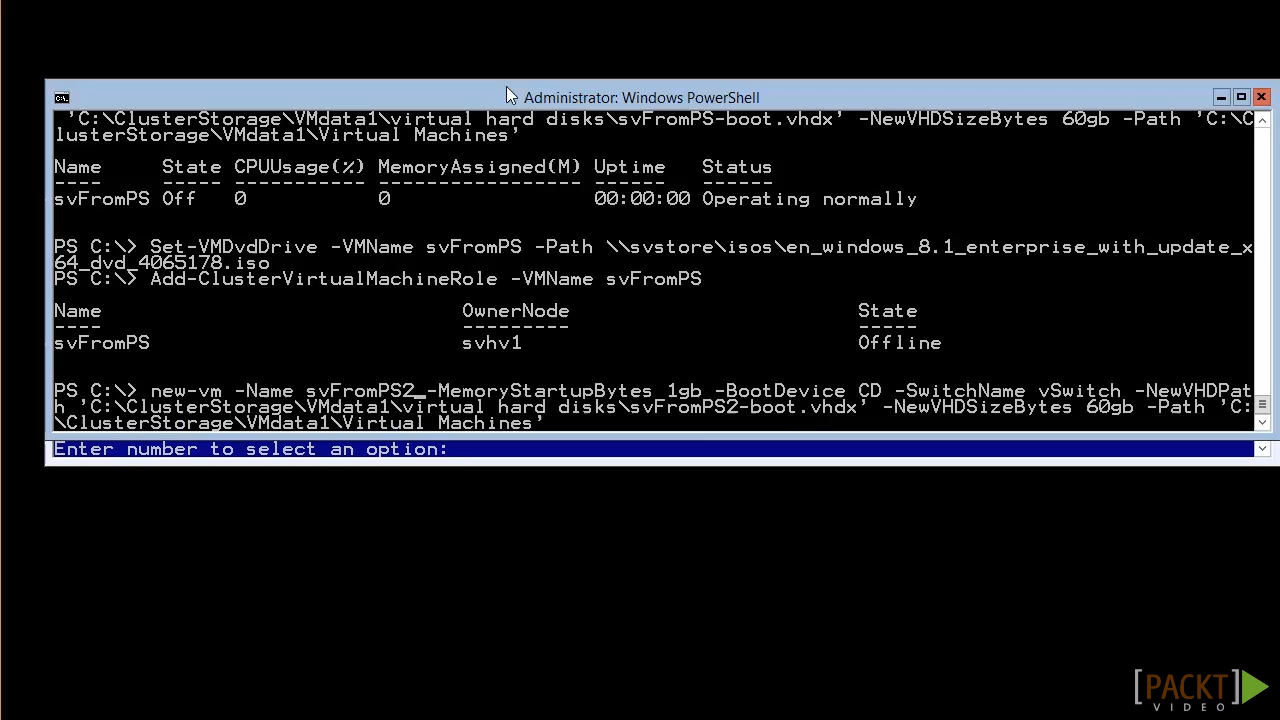 Administrator: Windows PowerShell
'C:\ClusterStorage\VMdata1\virtual hard disks\svFromPS-boot.vhdx' -NewVHDSizeBytes 60gb -Path 'C:\C
lusterStorage\VMdata1\Virtual Machines'
Name State CPUUsage(%) MemoryAssigned(M) Uptime Status
---- ----- ----------- ----------------- ------ ------
svFromPS Off 0 0 00:00:00 Operating normally
PS C:\> Set-VMDvdDrive -VMName svFromPS -Path \\svstore\isos\en_windows_8.1_enterprise_with_update_x
64_dvd_4065178.iso
PS C:\> Add-ClusterVirtualMachineRole -VMName svFromPS
Name OwnerNode State
---- --------- -----
svFromPS svhv1 Offline
PS C:\> new-vm -Name svFromPS2 -MemoryStartupBytes 1gb -BootDevice CD -SwitchName vSwitch -NewVHDPat
h 'C:\ClusterStorage\VMdata1\virtual hard disks\svFromPS2-boot.vhdx' -NewVHDSizeBytes 60gb -Path 'C:
\ClusterStorage\VMdata1\Virtual Machines'
Enter number to select an option:
[PACKT]
VIDEO